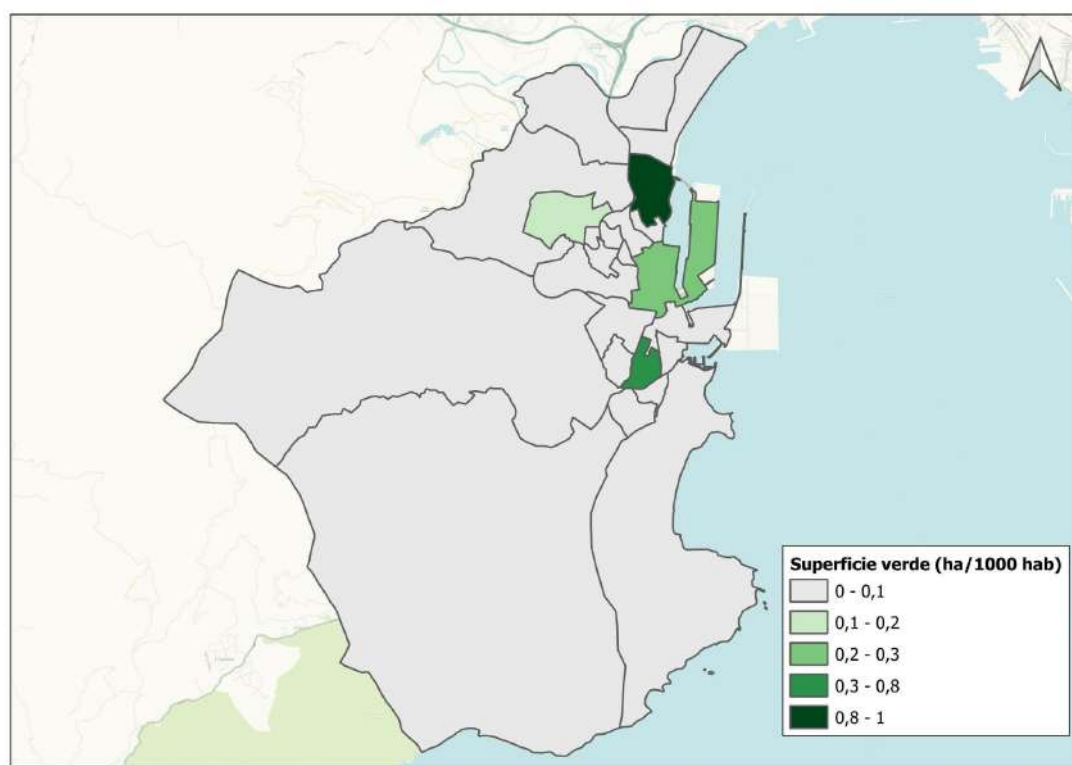 Superficie verde (ha/1000 hab)
0 - 0,1
0,1 - 0,2
0,2 - 0,3
0,3 - 0,8
0,8 - 1